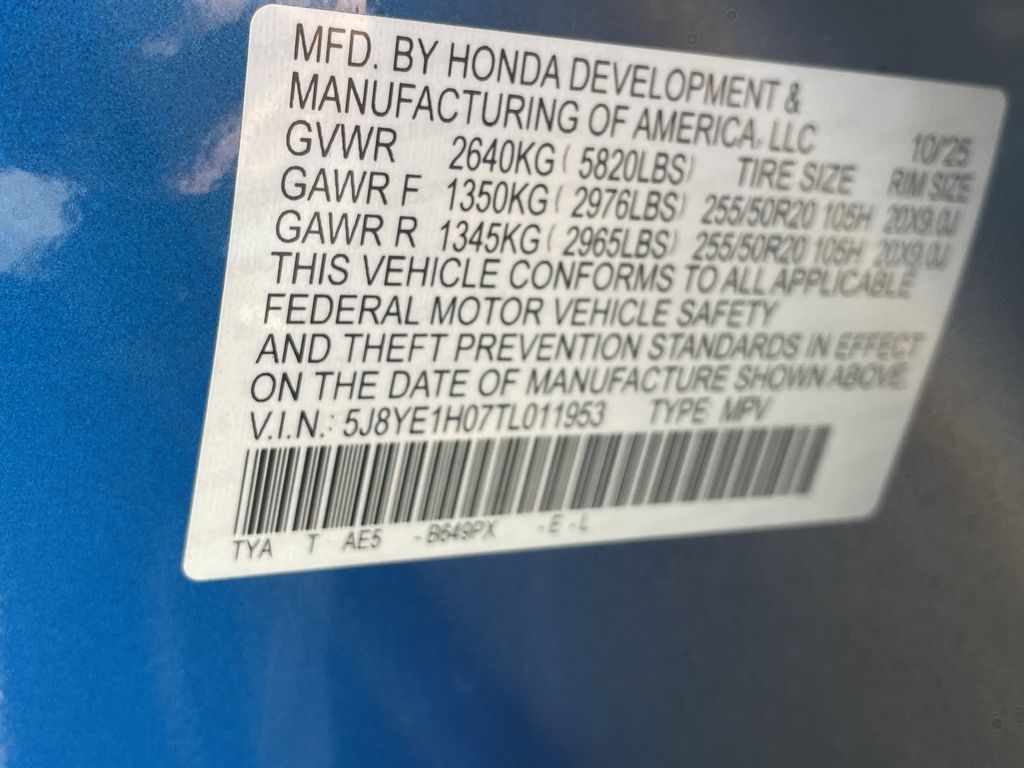 MFD. BY HONDA DEVELOPMENT &
MANUFACTURING OF AMERICA, LLC 10/25
GVWR 2640KG ( 5820LBS) TIRE SIZE RIM SIZE
GAWR F 1350KG ( 2976LBS) 255/50R20 105H 20X9.0J
GAWR R 1345KG ( 2965LBS) 255/50R20 105H 20X9.0J
THIS VEHICLE CONFORMS TO ALL APPLICABLE
FEDERAL MOTOR VEHICLE SAFETY
AND THEFT PREVENTION STANDARDS IN EFFECT
ON THE DATE OF MANUFACTURE SHOWN ABOVE
V.I.N.: 5J8YE1H07TL011953 TYPE: MPV
TYA T AE5 - B649PX - E - L